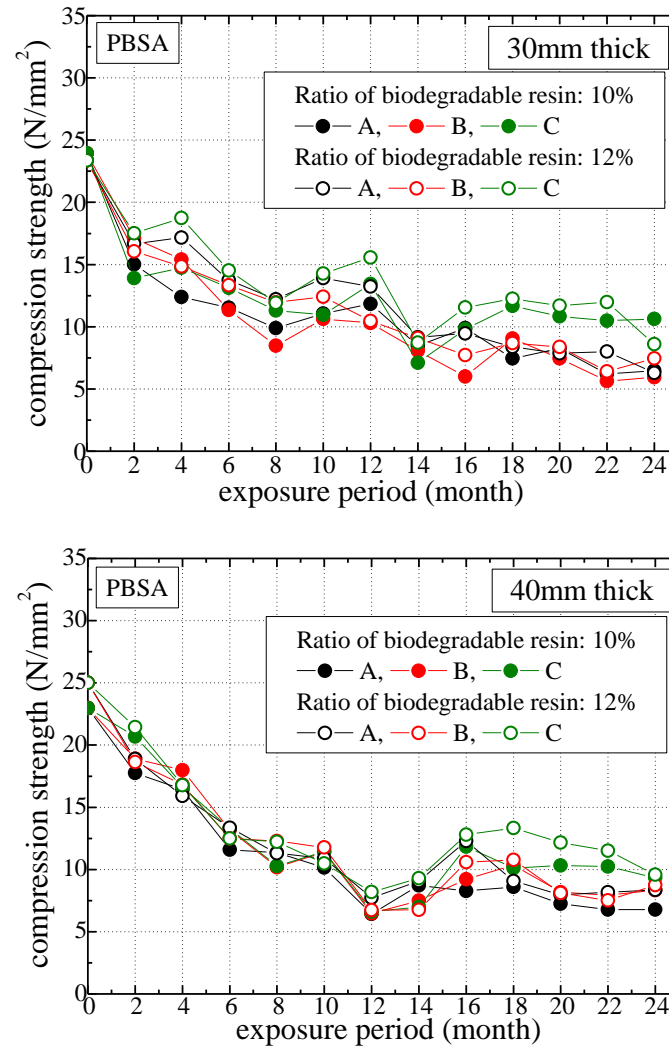 35
PBSA
30mm thick
30
Ratio of biodegradable resin: 10%
25
A, B, C
Ratio of biodegradable resin: 12%
20
A, B, C
15
10
5
0
compression strength (N/mm²)
0 2 4 6 8 10 12 14 16 18 20 22 24
exposure period (month)
35
PBSA
40mm thick
30
Ratio of biodegradable resin: 10%
25
A, B, C
Ratio of biodegradable resin: 12%
20
A, B, C
15
10
5
0
compression strength (N/mm²)
0 2 4 6 8 10 12 14 16 18 20 22 24
exposure period (month)